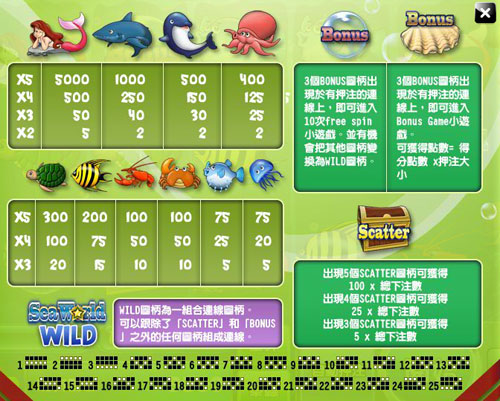 Bonus
Bonus
X5 5000 1000 500 400
X4 500 250 150 125
X3 50 40 30 25
X2 5 2 2 2
3個BONUS圖柄出
現於有押注的連
線上，即可進入
10次free spin
小遊戲。並有機
會把其他圖柄變
換為WILD圖柄。
3個BONUS圖柄出
現於有押注的連
線上，即可進入
Bonus Game小遊
戲。
可獲得點數= 得
分點數 x押注大
小
X5 300 200 100 100 75 75
X4 100 75 50 50 25 20
X3 20 15 10 10 5 5
Scatter
出現5個SCATTER圖柄可獲得
100 x 總下注數
出現4個SCATTER圖柄可獲得
25 x 總下注數
出現3個SCATTER圖柄可獲得
5 x 總下注數
SeaWorld
WILD
WILD圖柄為一組合連線圖柄。
可以跟除了「SCATTER」和「BONUS
」之外的任何圖柄組成連線。
1 2 3 4 5 6 7 8 9 10 11 12 13
14 15 16 17 18 19 20 21 22 23 24 25